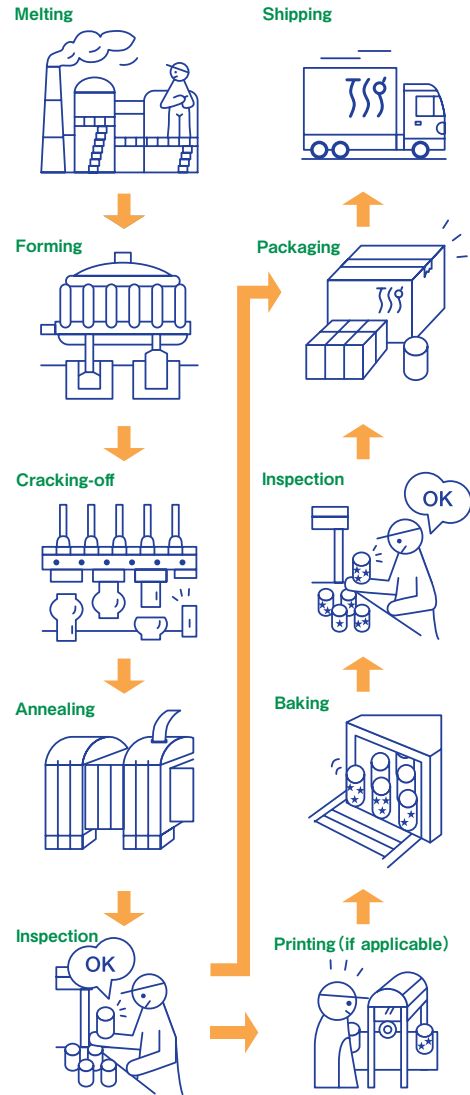 Melting
Forming
Cracking-off
Annealing
Inspection
OK
Printing (if applicable)
Baking
Inspection
OK
Packaging
Shipping